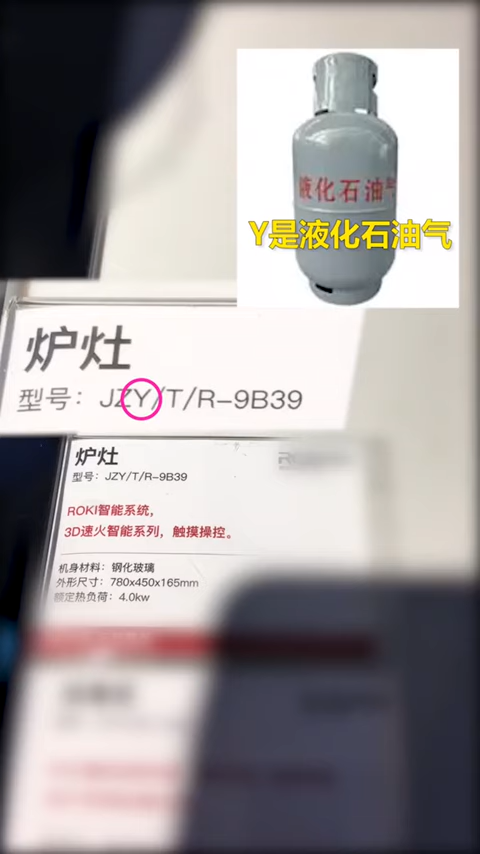 液化石油气
Y是液化石油气
炉灶
型号：JZY/T/R-9B39
炉灶
型号：JZY/T/R-9B39
ROKI智能系统，
3D速火智能系列，触摸操控。
机身材料：钢化玻璃
外形尺寸：780x450x165mm
额定热负荷：4.0kw